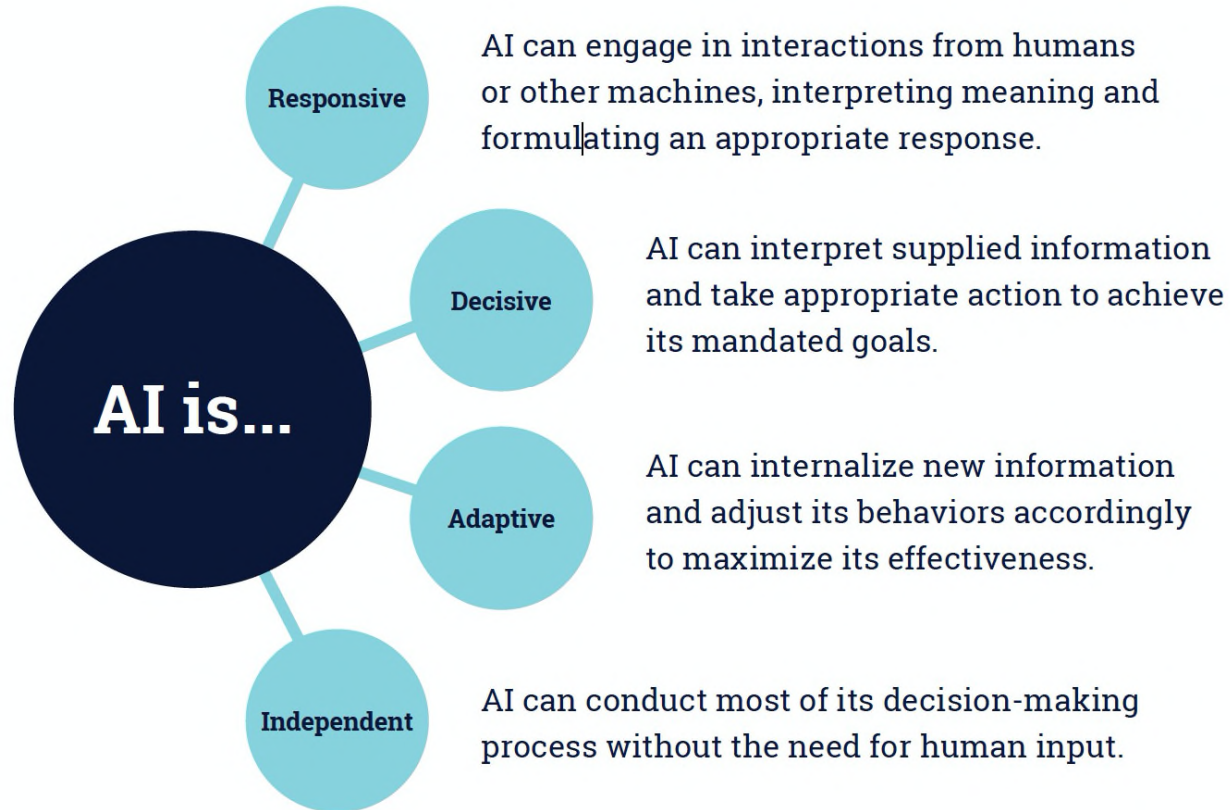 Responsive
AI can engage in interactions from humans
or other machines, interpreting meaning and
formulating an appropriate response.
Decisive
AI can interpret supplied information
and take appropriate action to achieve
its mandated goals.
AI is...
Adaptive
AI can internalize new information
and adjust its behaviors accordingly
to maximize its effectiveness.
Independent
AI can conduct most of its decision-making
process without the need for human input.